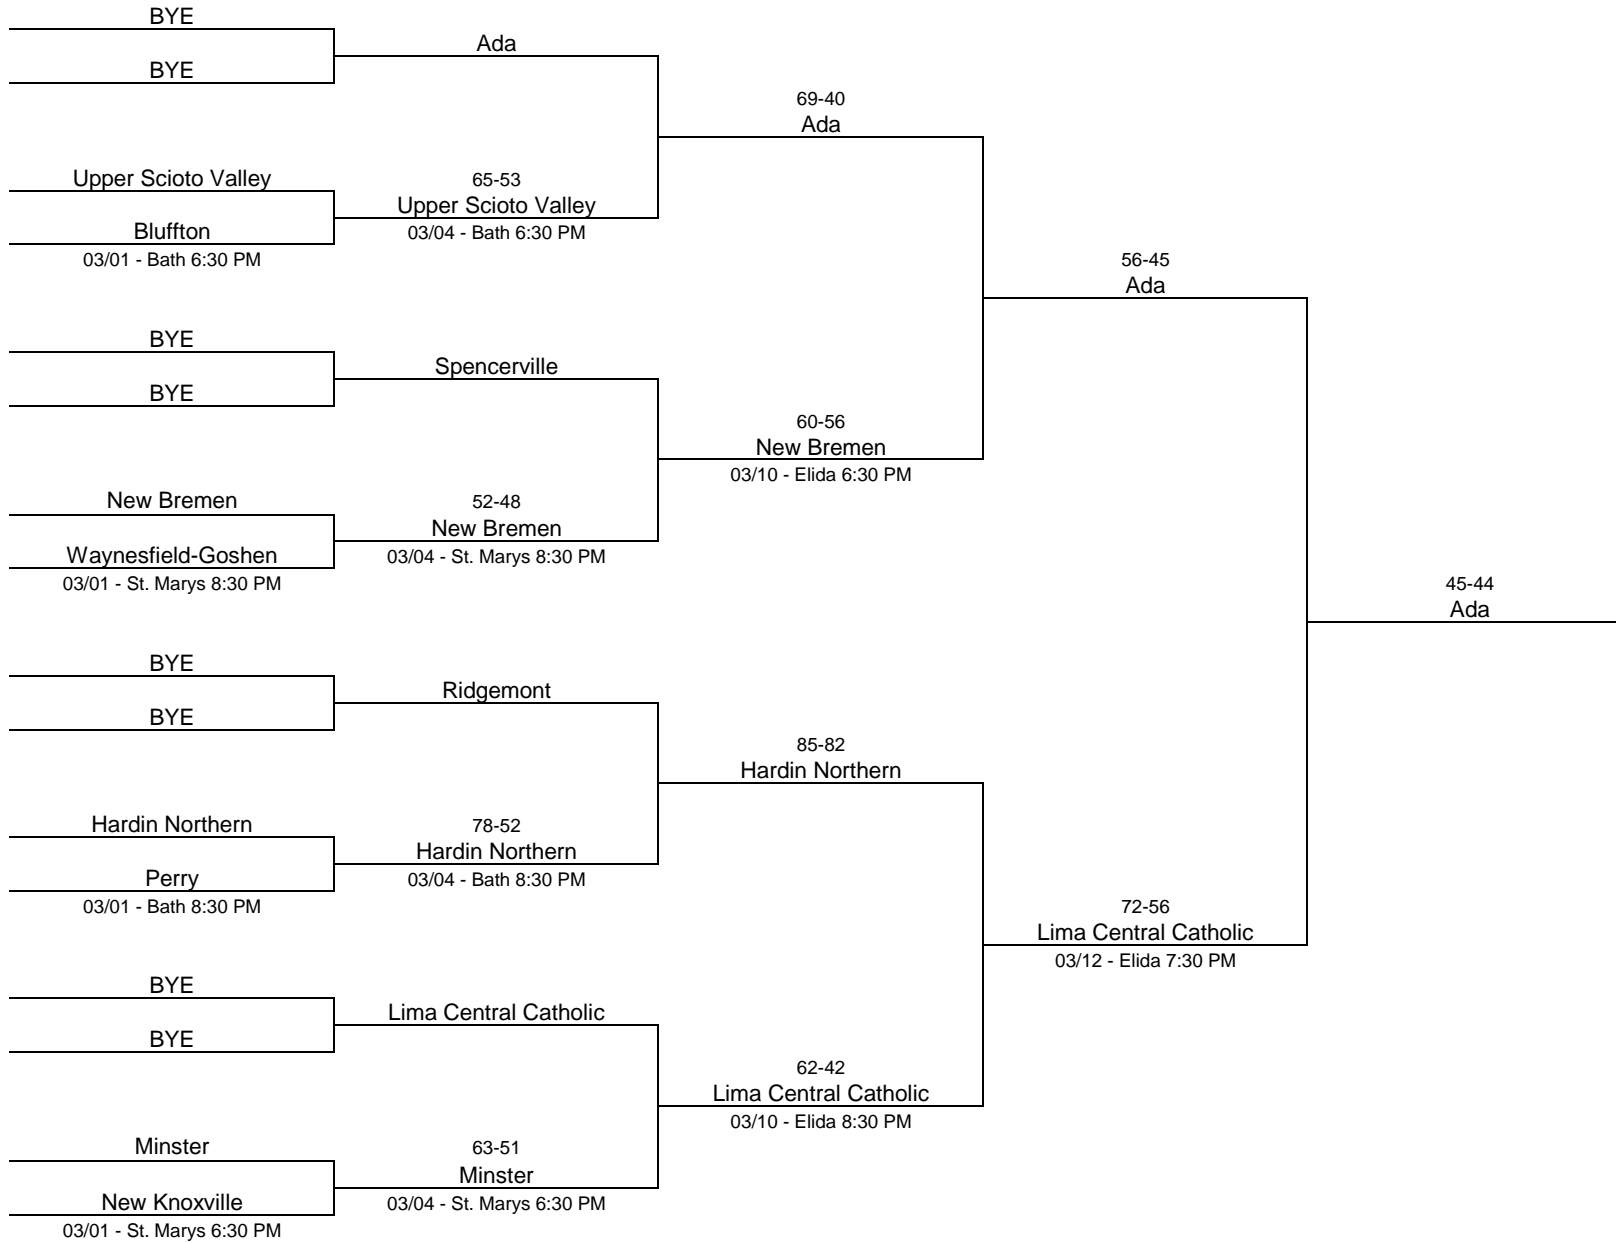 BYE
Ada
BYE
69-40
Ada
Upper Scioto Valley
65-53
Upper Scioto Valley
Bluffton
03/04 - Bath 6:30 PM
03/01 - Bath 6:30 PM
56-45
Ada
BYE
Spencerville
BYE
60-56
New Bremen
03/10 - Elida 6:30 PM
New Bremen
52-48
New Bremen
Waynesfield-Goshen
03/04 - St. Marys 8:30 PM
03/01 - St. Marys 8:30 PM
45-44
Ada
BYE
Ridgemont
BYE
85-82
Hardin Northern
Hardin Northern
78-52
Hardin Northern
Perry
03/04 - Bath 8:30 PM
03/01 - Bath 8:30 PM
72-56
Lima Central Catholic
03/12 - Elida 7:30 PM
BYE
Lima Central Catholic
BYE
62-42
Lima Central Catholic
03/10 - Elida 8:30 PM
Minster
63-51
Minster
New Knoxville
03/04 - St. Marys 6:30 PM
03/01 - St. Marys 6:30 PM